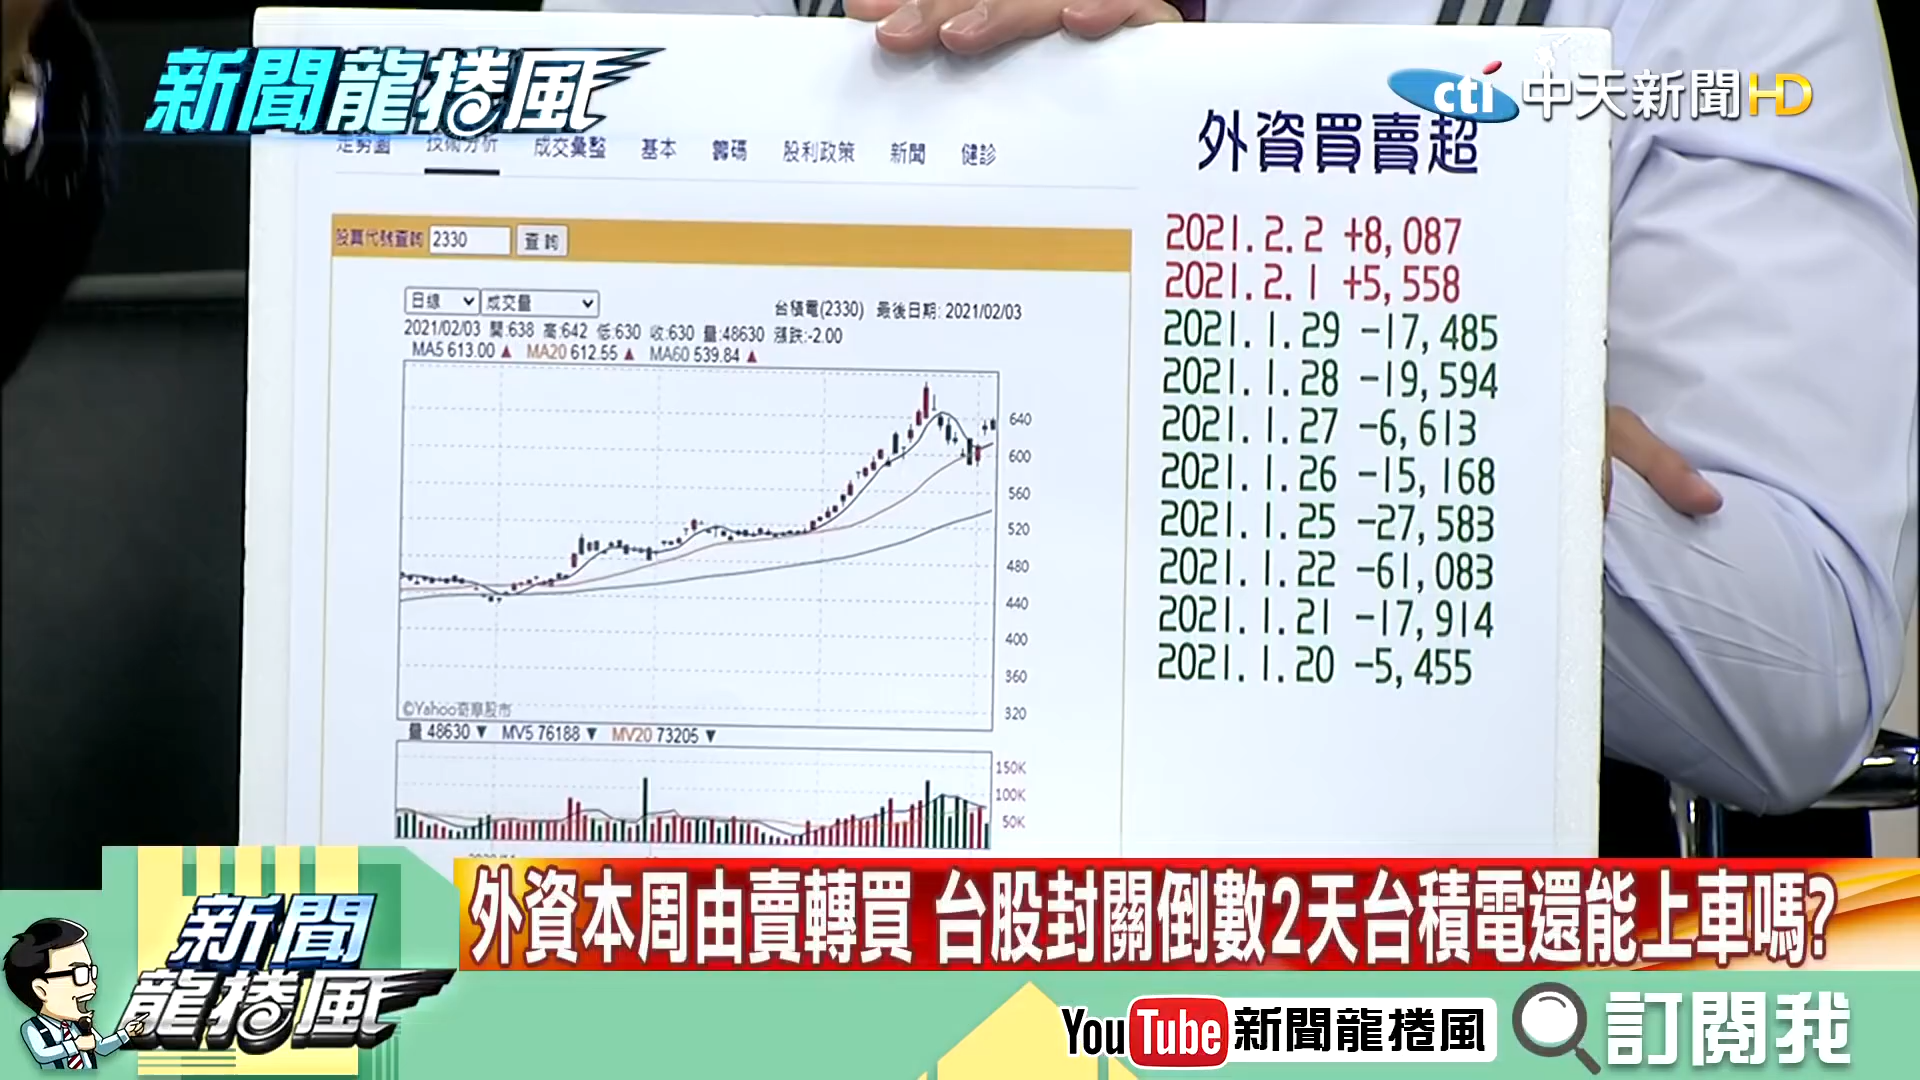 新聞龍捲風
cti 中天新聞HD
走勢圖 技術分析 成交彙整 基本 籌碼 股利政策 新聞 健診
外資買賣超
股票代號查詢 2330 查 詢
日線 成交量
台積電(2330) 最後日期: 2021/02/03
2021/02/03 開:638 高:642 低:630 收:630 量:48630 漲跌:-2.00
MA5 613.00 ▲ MA20 612.55 ▲ MA60 539.84 ▲
640
600
560
520
480
440
400
360
320
©Yahoo奇摩股市
量 48630 ▼ MV5 76188 ▼ MV20 73205 ▼
150K
100K
50K
2021.2.2 +8,087
2021.2.1 +5,558
2021.1.29 -17,485
2021.1.28 -19,594
2021.1.27 -6,613
2021.1.26 -15,168
2021.1.25 -27,583
2021.1.22 -61,083
2021.1.21 -17,914
2021.1.20 -5,455
外資本周由賣轉買 台股封關倒數2天台積電還能上車嗎?
新聞
龍捲風
YouTube 新聞龍捲風 訂閱我